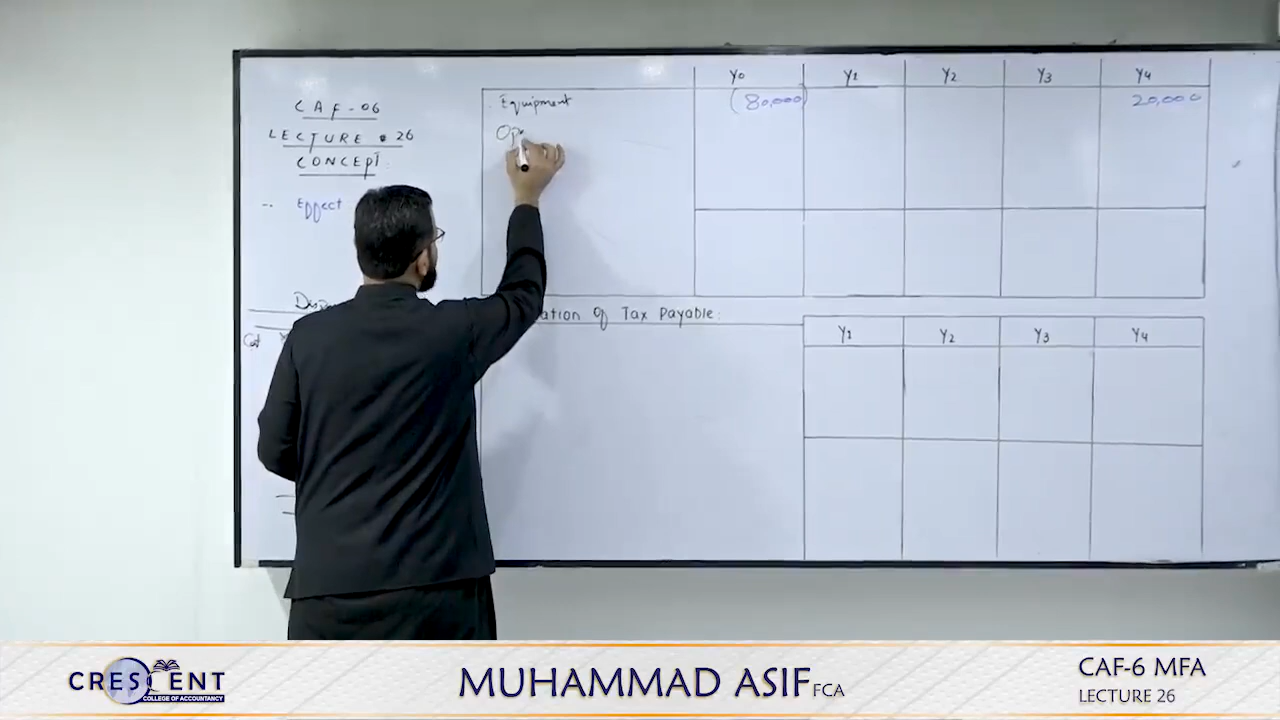 CAF-06
LECTURE # 26
CONCEPT:
Effect
Y0 Y1 Y2 Y3 Y4
Equipment (80,000) 20,000
Op
ation of Tax Payable:
Y1 Y2 Y3 Y4
CRESCENT
COLLEGE OF ACCOUNTANCY
MUHAMMAD ASIF FCA
CAF-6 MFA
LECTURE 26